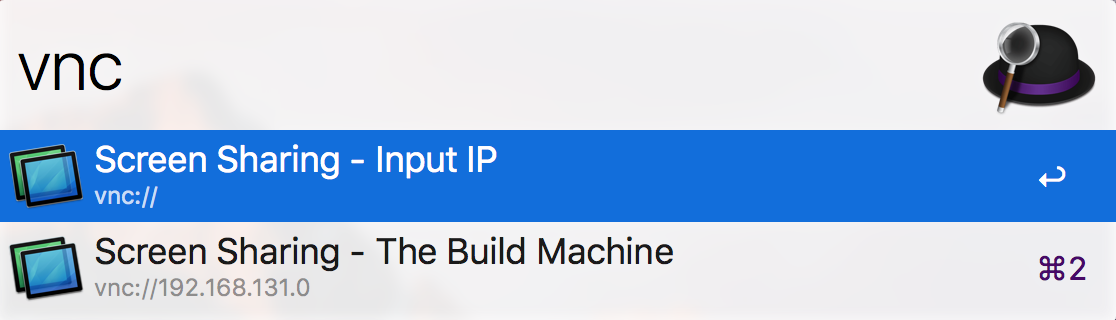 vnc
Screen Sharing - Input IP
↩
vnc://
Screen Sharing - The Build Machine
⌘2
vnc://192.168.131.0